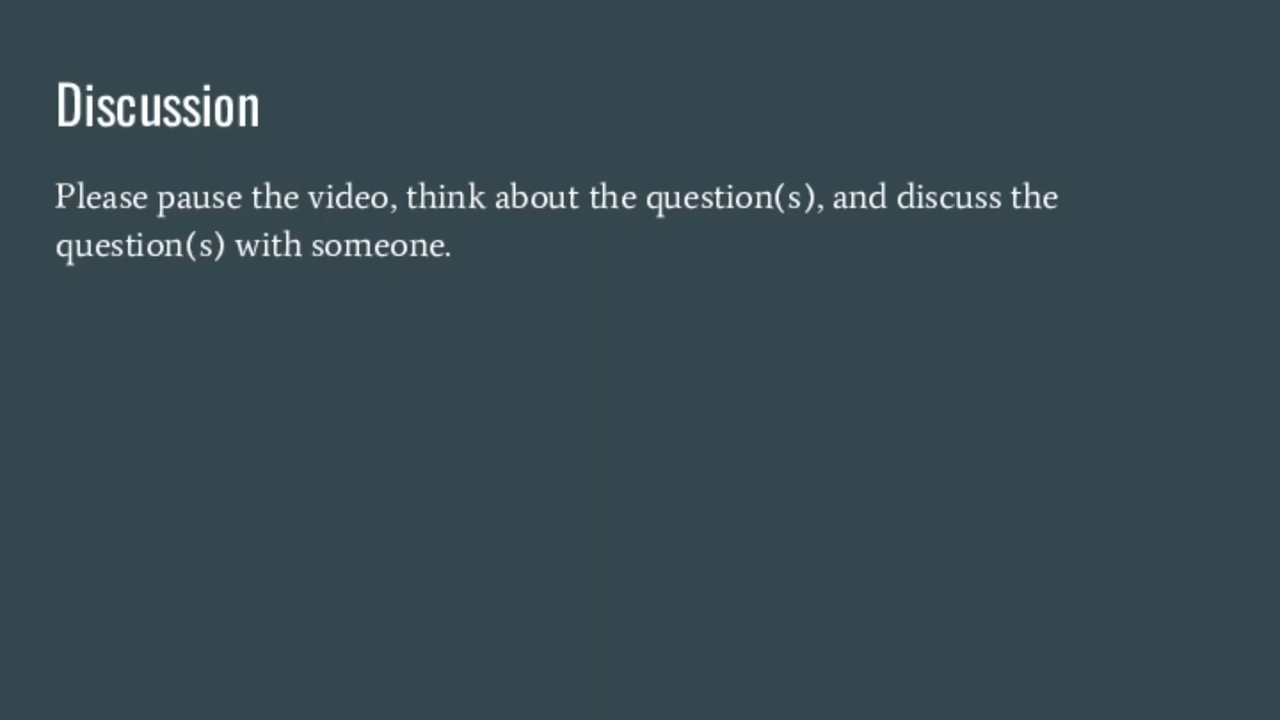 Discussion
Please pause the video, think about the question(s), and discuss the
question(s) with someone.